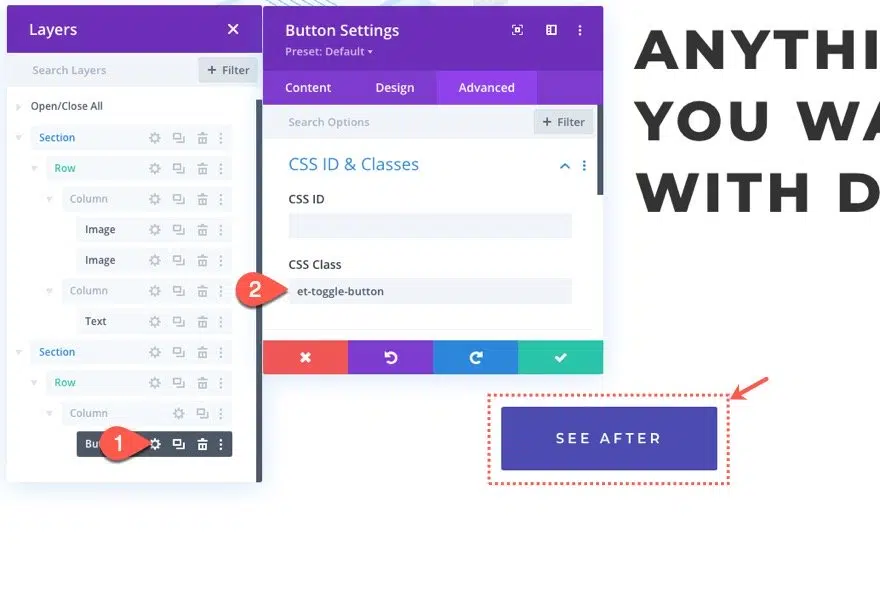 Layers
Search Layers
+ Filter
Open/Close All
Section
Row
Column
Image
Image
Column
Text
Section
Row
Column
1
Button Settings
Preset: Default
Content Design Advanced
Search Options
+ Filter
CSS ID & Classes
CSS ID
CSS Class
2
et-toggle-button
ANYTHI
YOU WA
WITH D
SEE AFTER